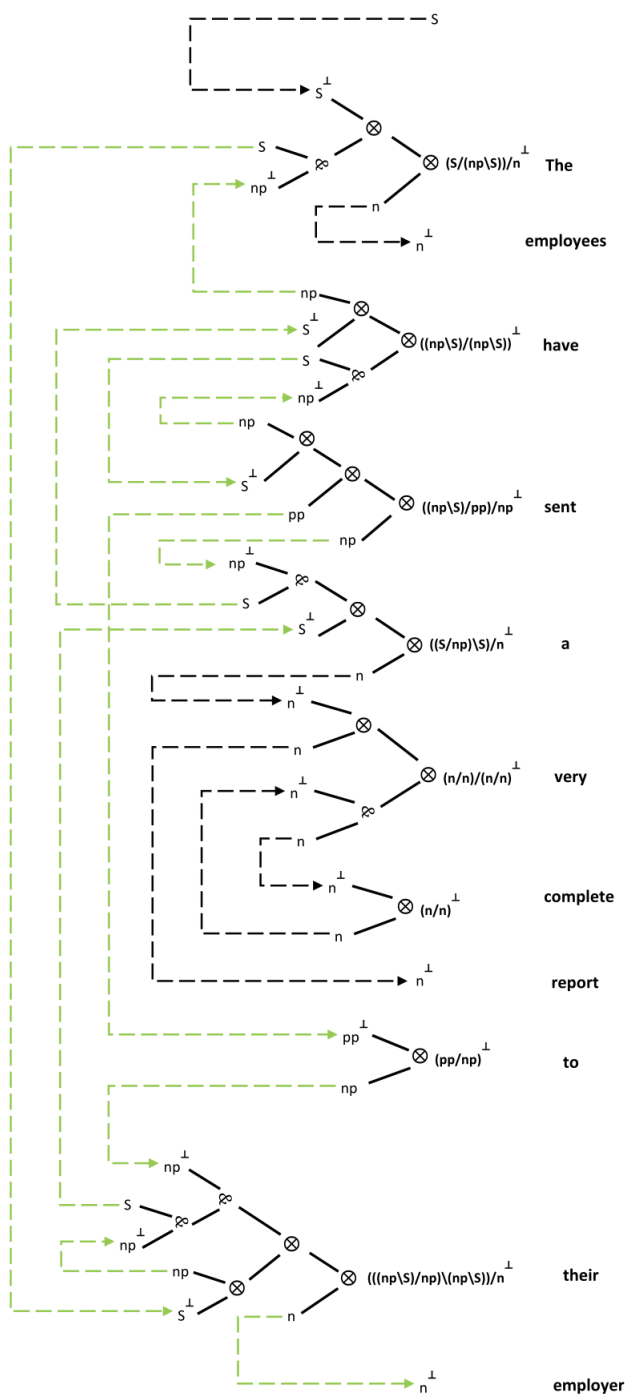 S
S⊥
⊗
S
&
⊗ (S/(np\S))/n⊥ The
np⊥
n
n⊥ employees
np
⊗
S⊥
⊗ ((np\S)/(np\S))⊥ have
S
&
np⊥
np
⊗
⊗
S⊥
⊗ ((np\S)/pp)/np⊥ sent
pp
np
np⊥
&
S
⊗
S⊥
⊗ ((S/np)\S)/n⊥ a
n
n⊥
⊗
n
⊗ (n/n)/(n/n)⊥ very
n⊥
&
n
n⊥
⊗ (n/n)⊥ complete
n
n⊥ report
pp⊥
⊗ (pp/np)⊥ to
np
np⊥
&
S
&
np⊥
⊗
np
⊗ (((np\S)/np)\(np\S))/n⊥ their
⊗
S⊥
n
n⊥ employer